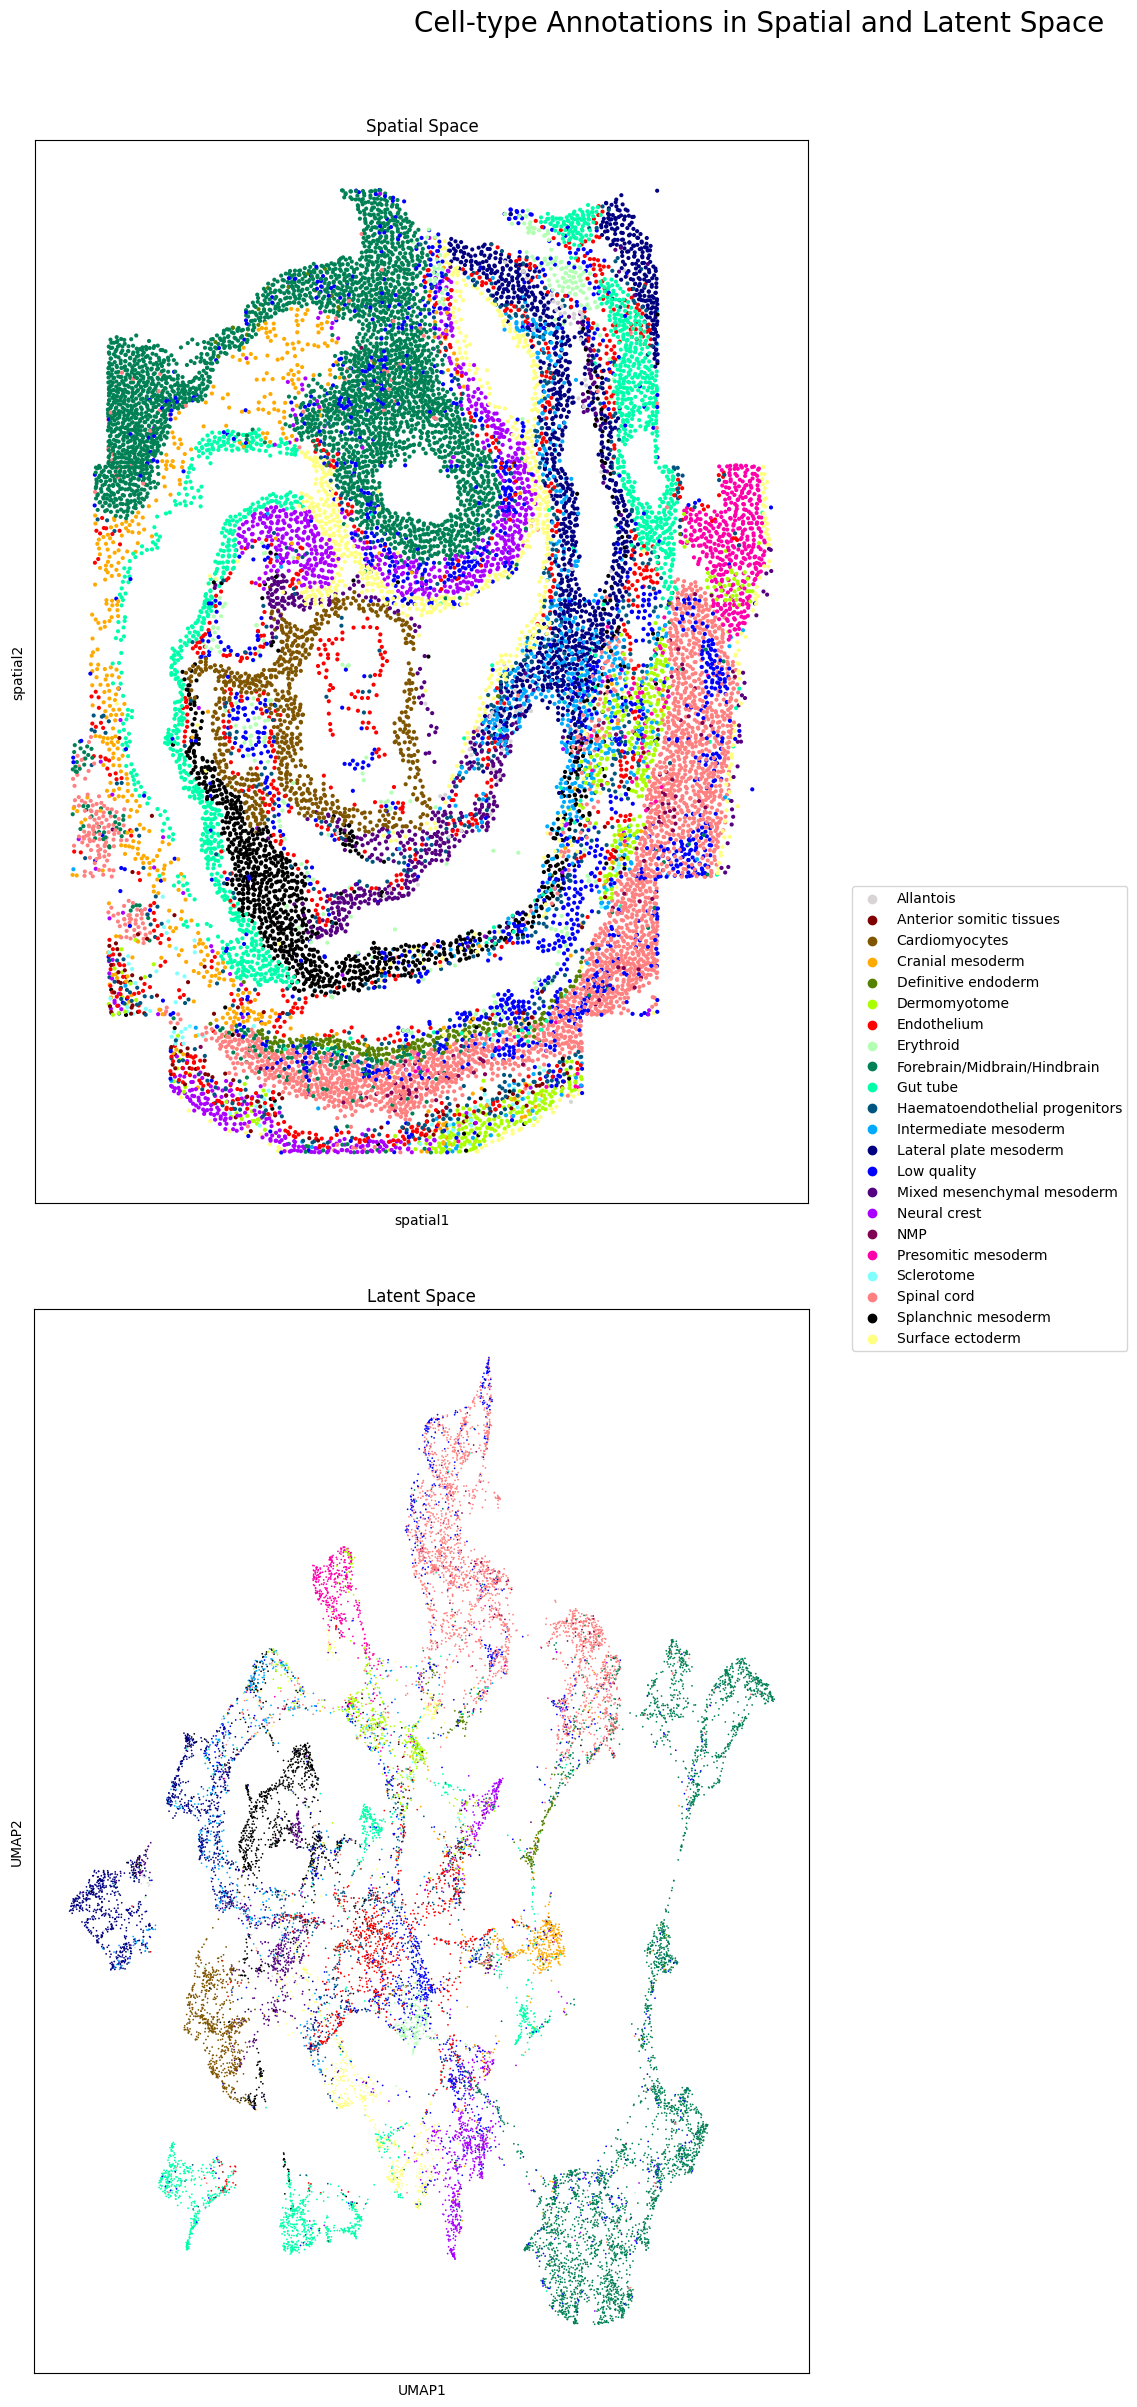 Cell-type Annotations in Spatial and Latent Space
Spatial Space
spatial2
spatial1
Allantois
Anterior somitic tissues
Cardiomyocytes
Cranial mesoderm
Definitive endoderm
Dermomyotome
Endothelium
Erythroid
Forebrain/Midbrain/Hindbrain
Gut tube
Haematoendothelial progenitors
Intermediate mesoderm
Lateral plate mesoderm
Low quality
Mixed mesenchymal mesoderm
Neural crest
NMP
Presomitic mesoderm
Sclerotome
Spinal cord
Splanchnic mesoderm
Surface ectoderm
Latent Space
UMAP2
UMAP1